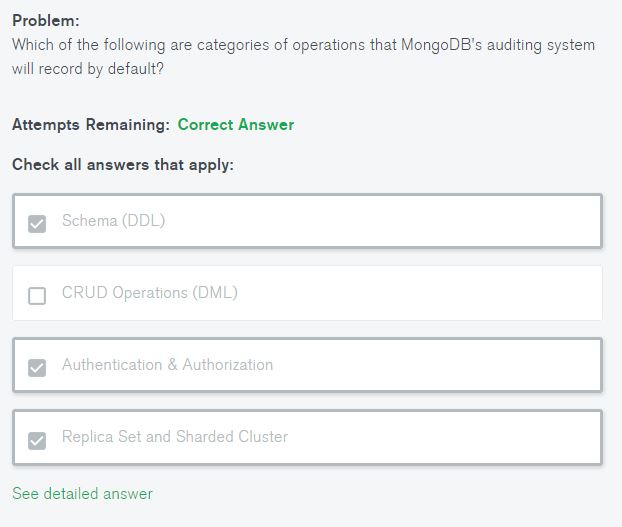 Problem:
Which of the following are categories of operations that MongoDB's auditing system
will record by default?
Attempts Remaining: Correct Answer
Check all answers that apply:
Schema (DDL)
CRUD Operations (DML)
Authentication & Authorization
Replica Set and Sharded Cluster
See detailed answer